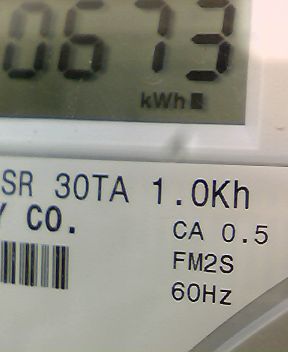 0673
kWh
SR 30TA 1.0Kh
Y CO.
CA 0.5
FM2S
60Hz